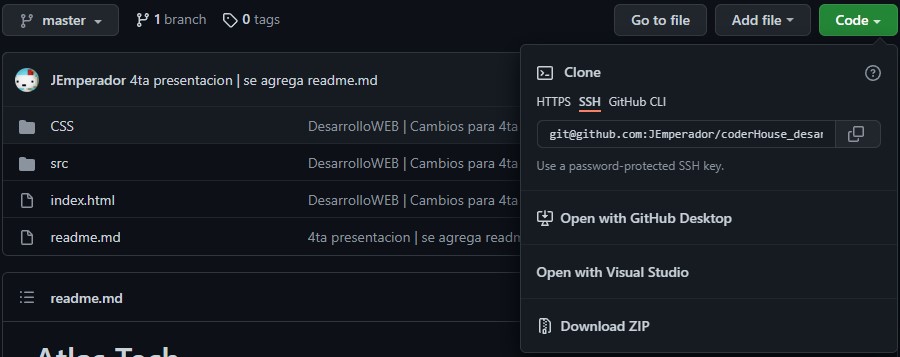 master
1 branch
0 tags
Go to file
Add file
Code
JEmperador 4ta presentacion | se agrega readme.md
CSS
DesarrolloWEB | Cambios para 4ta
src
DesarrolloWEB | Cambios para 4ta
index.html
DesarrolloWEB | Cambios para 4ta
readme.md
4ta presentacion | se agrega readm
Clone
HTTPS SSH GitHub CLI
git@github.com:JEmperador/coderHouse_desar
Use a password-protected SSH key.
Open with GitHub Desktop
Open with Visual Studio
Download ZIP
readme.md
Atlas Tech